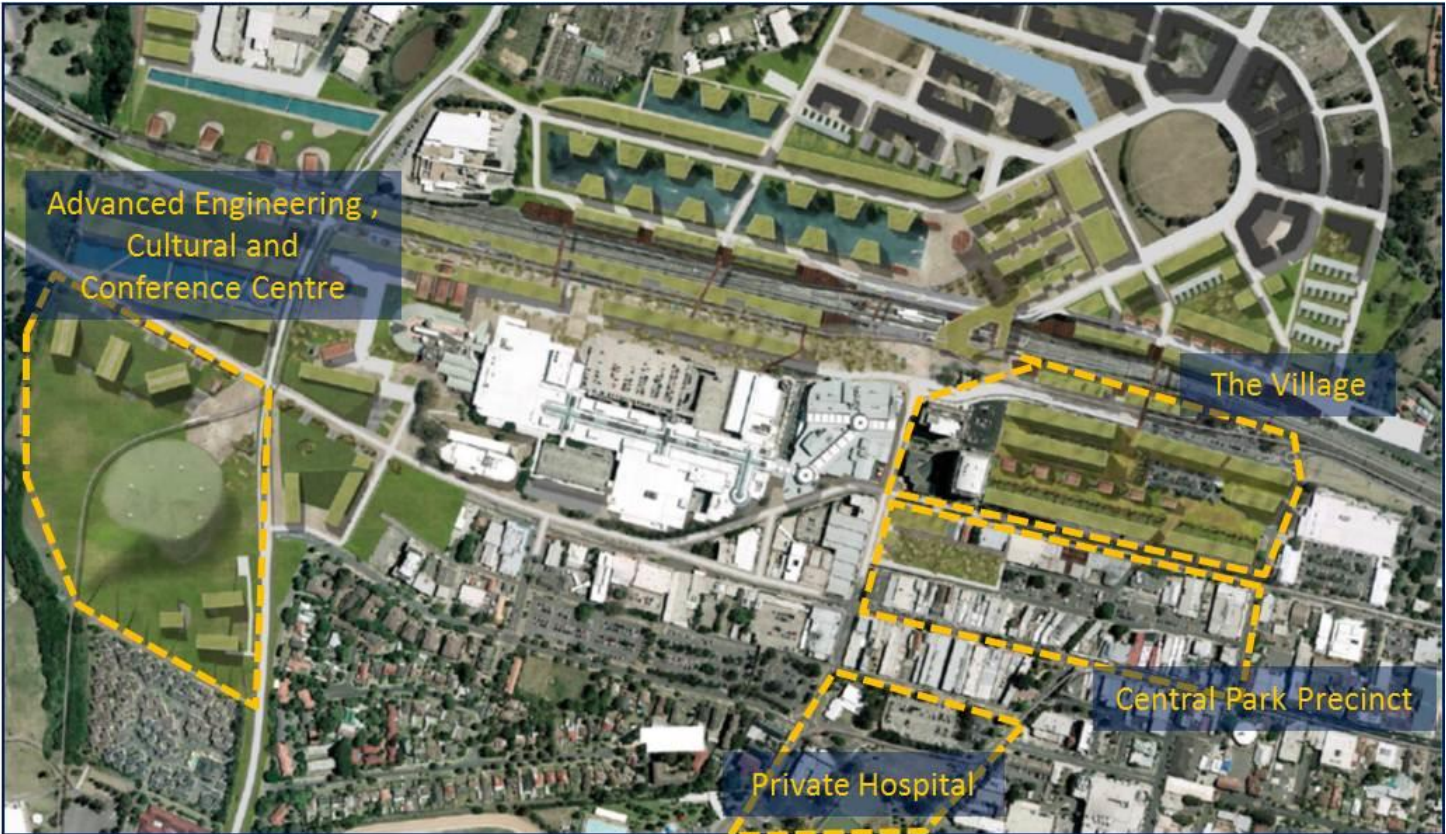 Advanced Engineering ,
Cultural and
Conference Centre
The Village
Central Park Precinct
Private Hospital